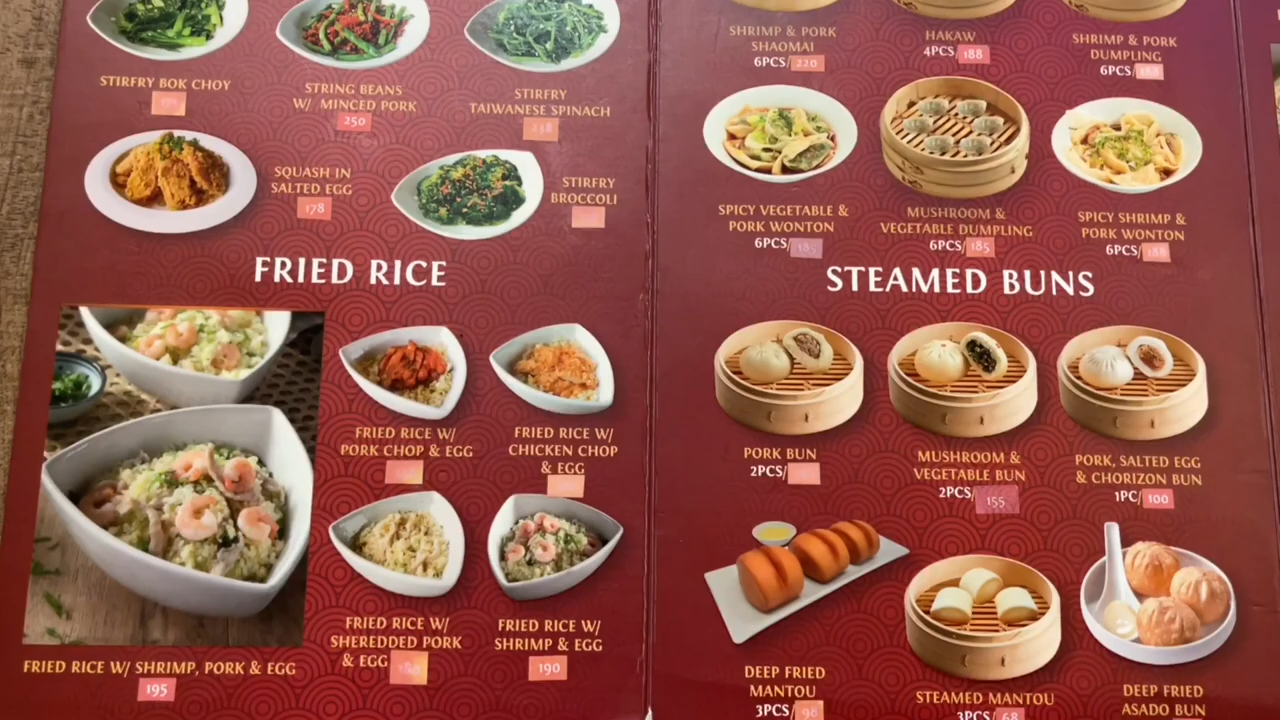 STIRFRY BOK CHOY
STRING BEANS
W/ MINCED PORK
250
STIRFRY
TAIWANESE SPINACH
238
SQUASH IN
SALTED EGG
178
STIRFRY
BROCCOLI
FRIED RICE
FRIED RICE W/
PORK CHOP & EGG
FRIED RICE W/
CHICKEN CHOP
& EGG
FRIED RICE W/
SHEREDDED PORK
& EGG
FRIED RICE W/
SHRIMP & EGG
190
FRIED RICE W/ SHRIMP, PORK & EGG
195
SHRIMP & PORK
SHAOMAI
6PCS/220
HAKAW
4PCS/188
SHRIMP & PORK
DUMPLING
6PCS/188
SPICY VEGETABLE &
PORK WONTON
6PCS/185
MUSHROOM &
VEGETABLE DUMPLING
6PCS/185
SPICY SHRIMP &
PORK WONTON
6PCS/188
STEAMED BUNS
PORK BUN
2PCS/
MUSHROOM &
VEGETABLE BUN
2PCS/155
PORK, SALTED EGG
& CHORIZON BUN
1PC/100
DEEP FRIED
MANTOU
3PCS/98
STEAMED MANTOU
3PCS/68
DEEP FRIED
ASADO BUN